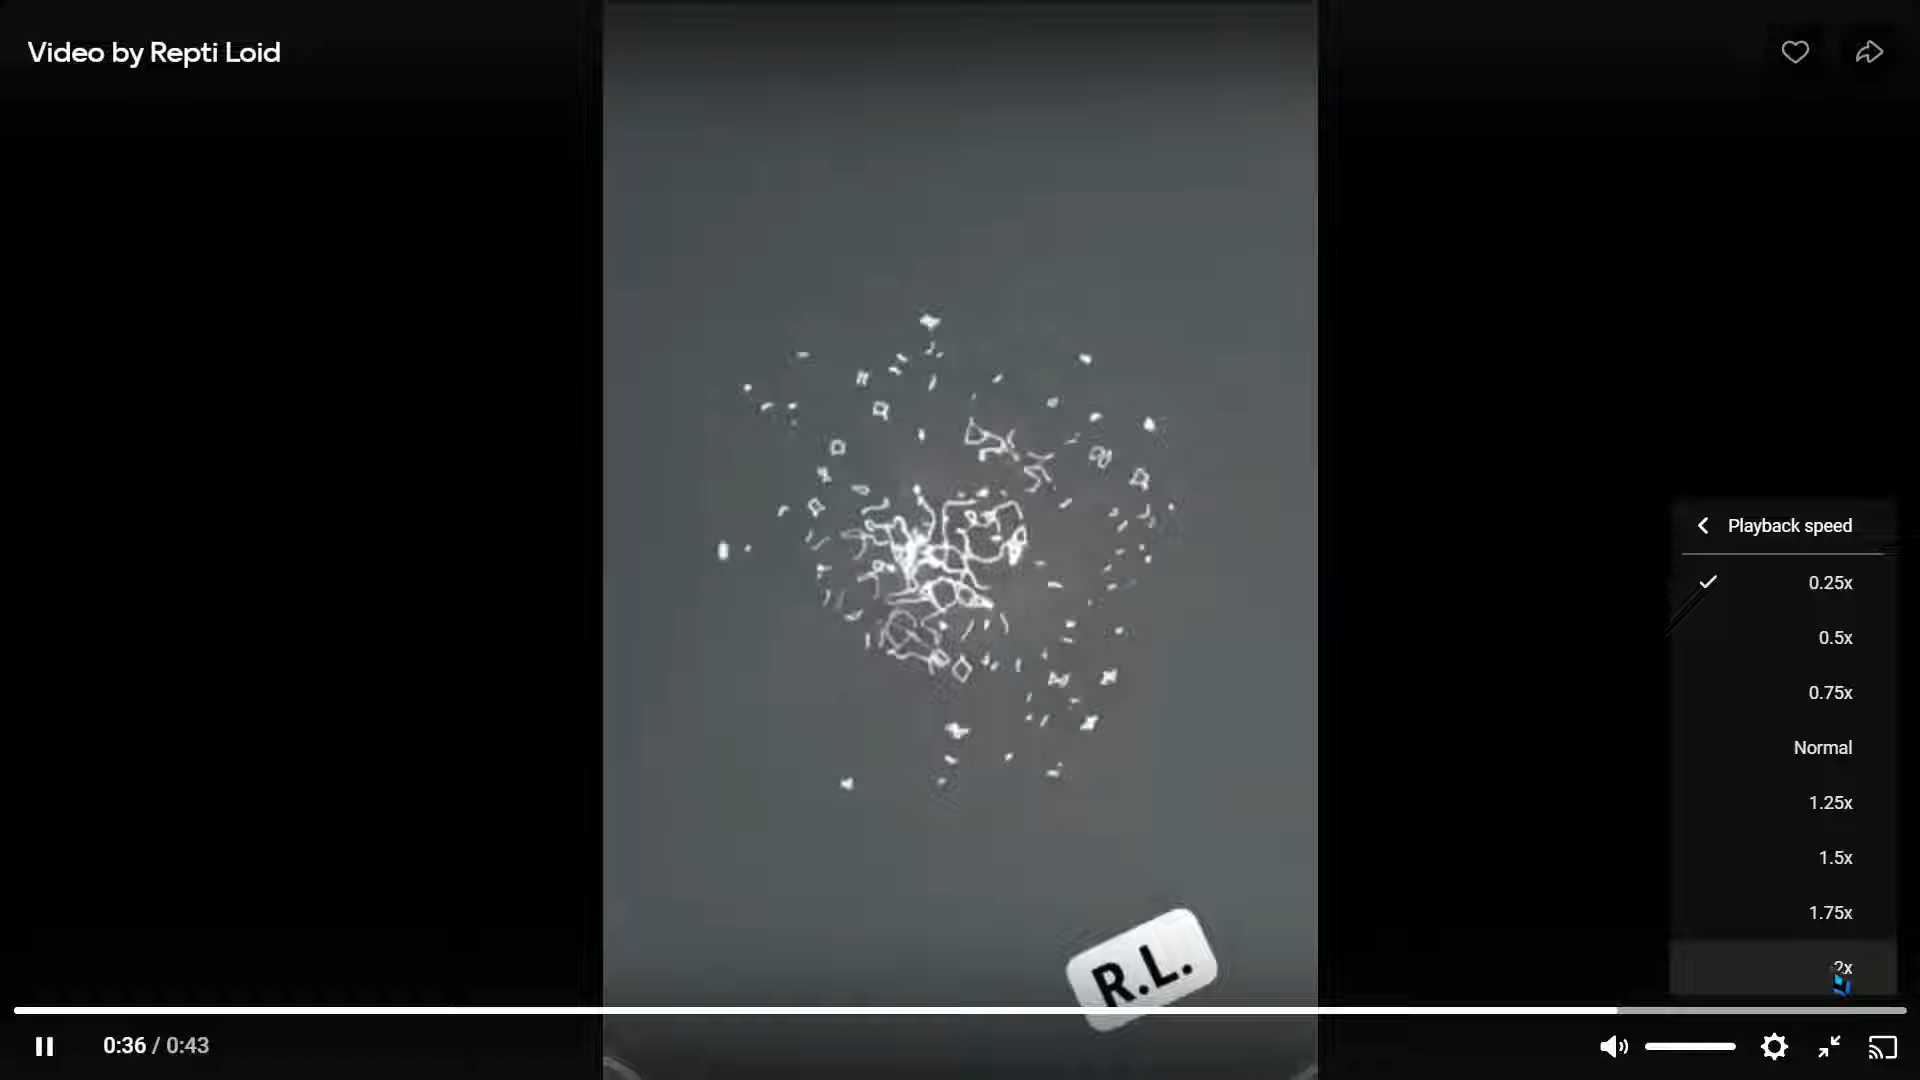 Video by Repti Loid
Playback speed
0.25x
0.5x
0.75x
Normal
1.25x
1.5x
1.75x
2x
R.L.
0:36 / 0:43